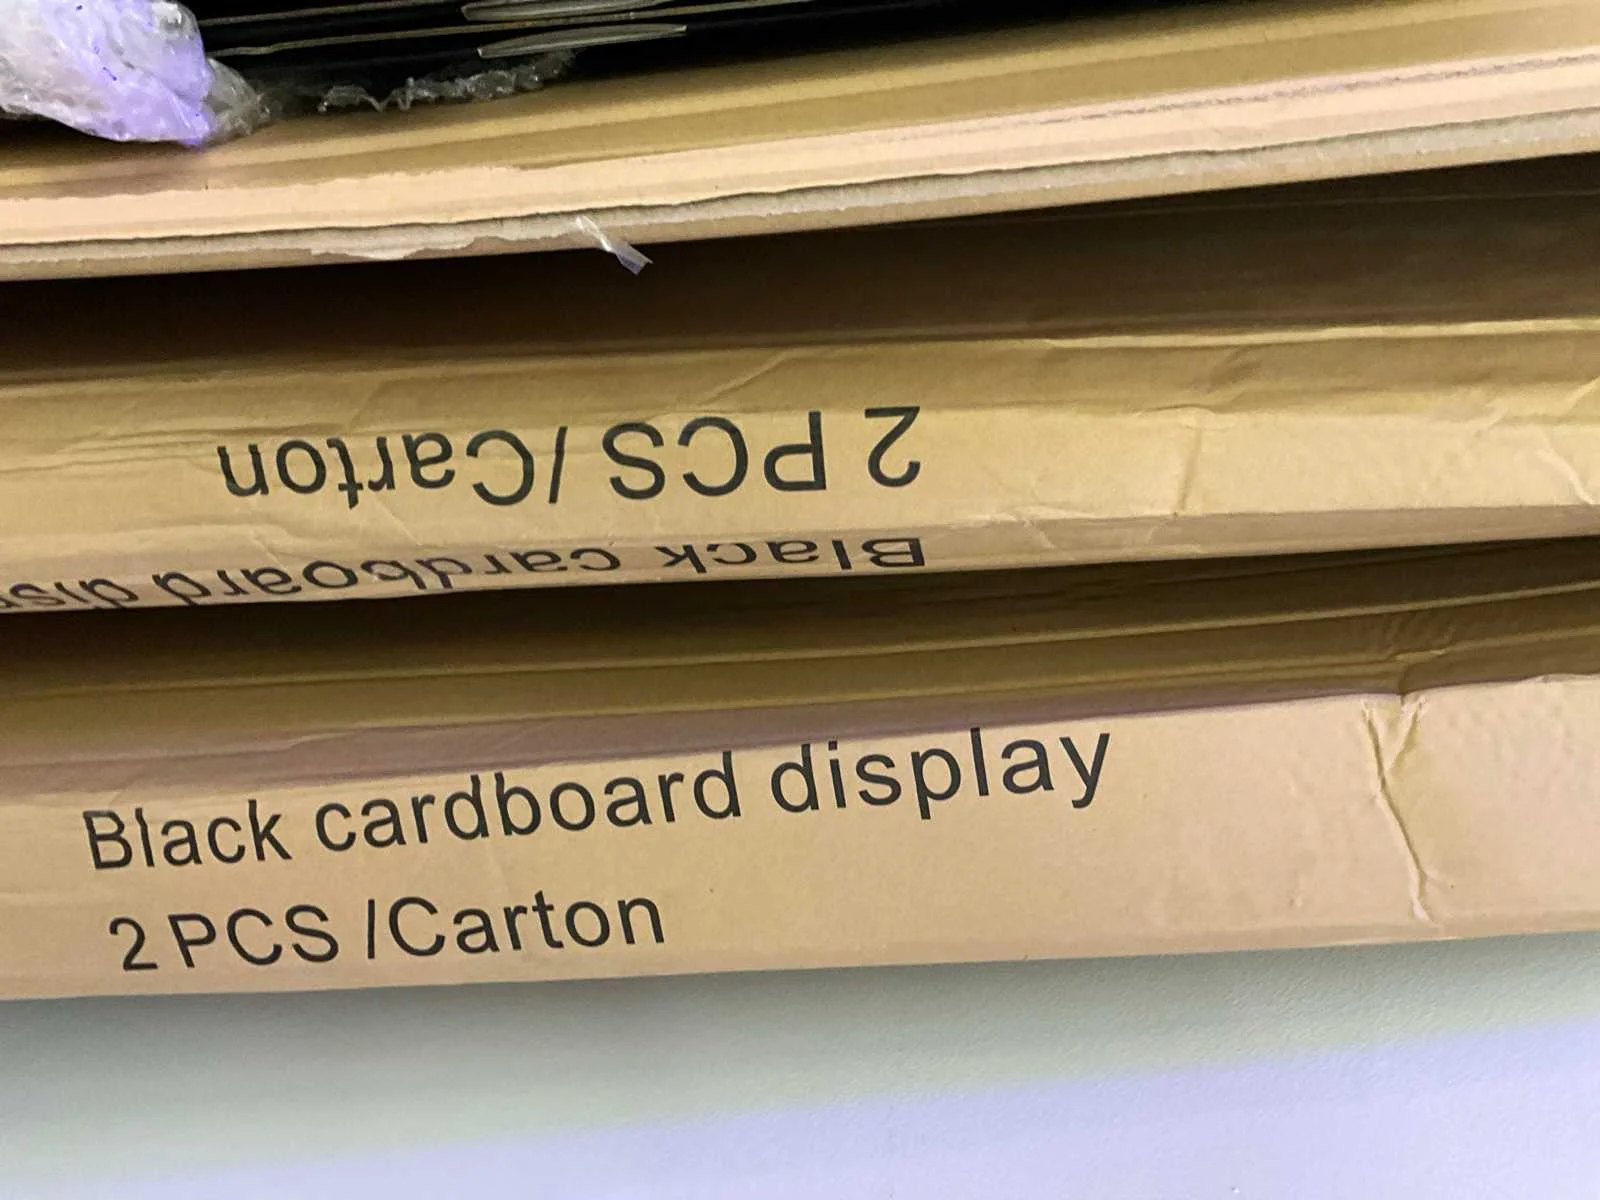 2 PCS /Carton
Black cardboard
Black cardboard display
2 PCS /Carton